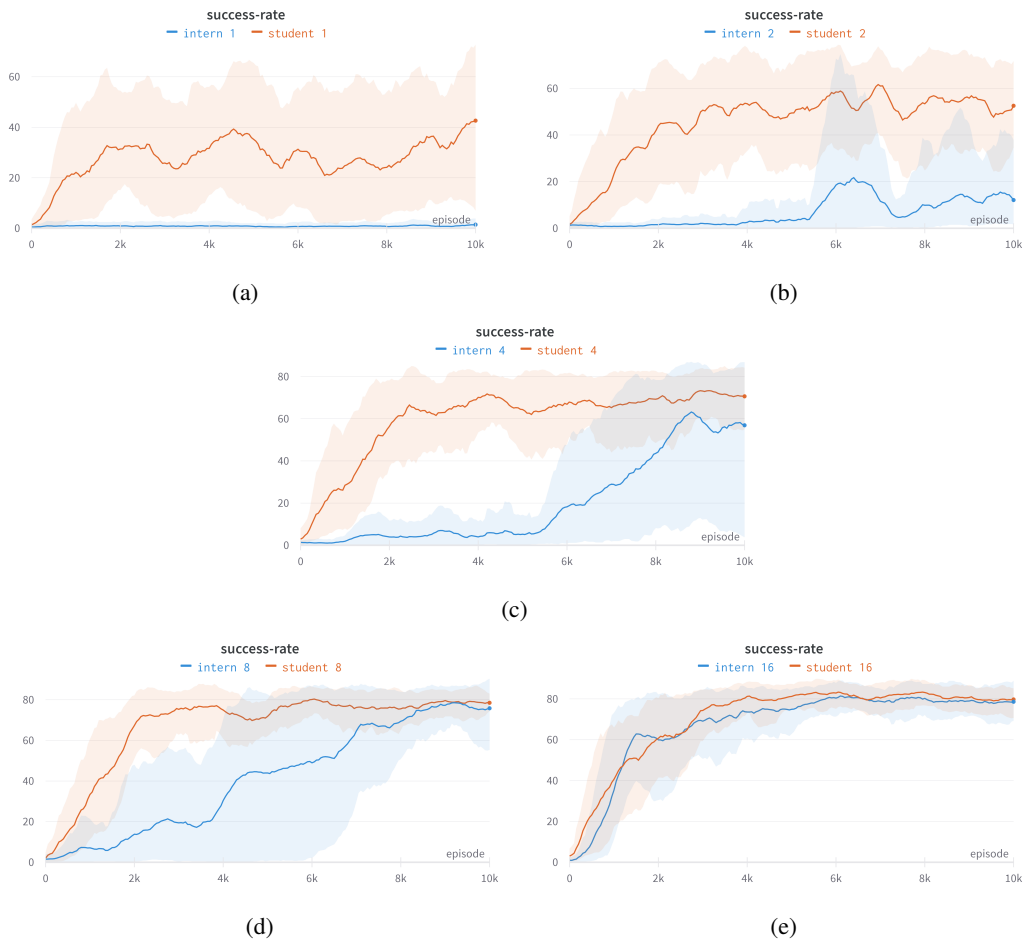 success-rate
intern 1 student 1
60
40
20
0
episode
0 2k 4k 6k 8k 10k
(a)
success-rate
intern 2 student 2
60
40
20
0
episode
0 2k 4k 6k 8k 10k
(b)
success-rate
intern 4 student 4
80
60
40
20
0
episode
0 2k 4k 6k 8k 10k
(c)
success-rate
intern 8 student 8
80
60
40
20
0
episode
0 2k 4k 6k 8k 10k
(d)
success-rate
intern 16 student 16
80
60
40
20
0
episode
0 2k 4k 6k 8k 10k
(e)